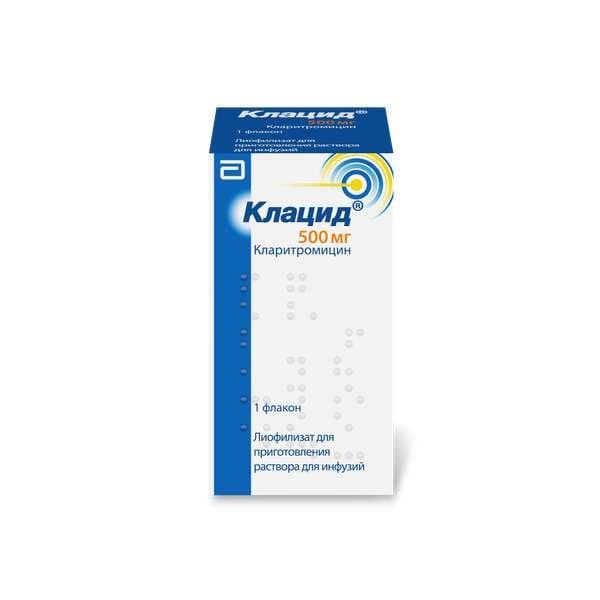 Клацид®
500 мг
Кларитромицин
1 флакон
Лиофилизат для
приготовления раствора
для инфузий
Клацид®
500 мг
Кларитромицин
1 флакон
Лиофилизат для
приготовления
раствора для инфузий